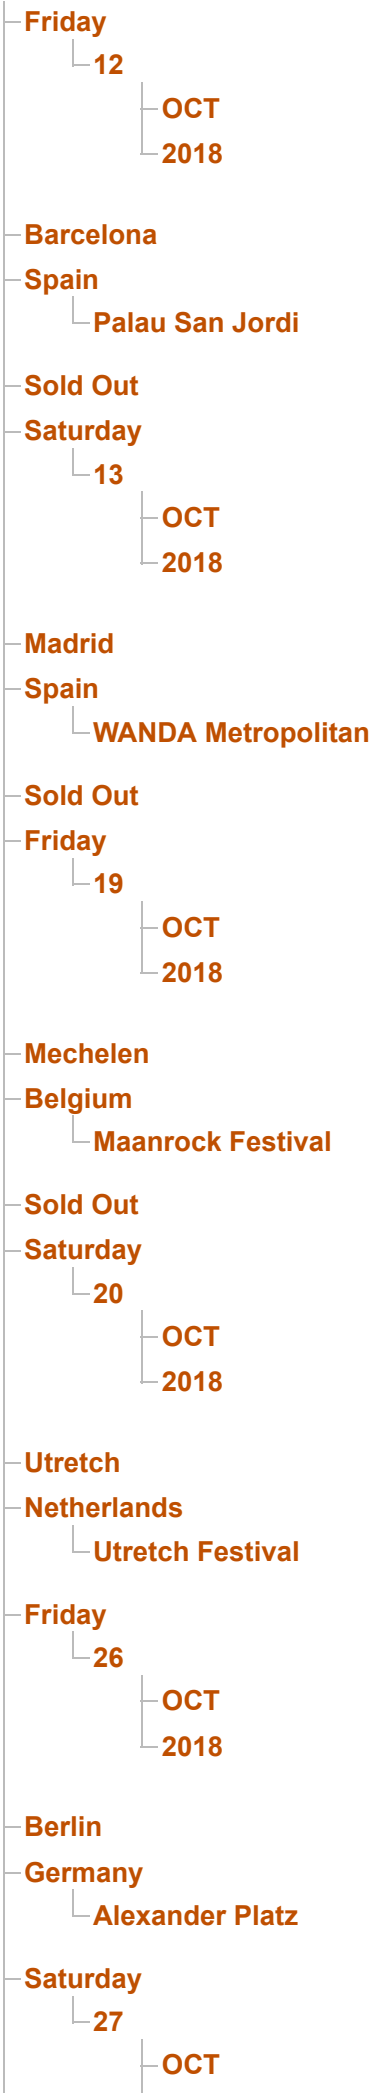 Friday
12
OCT
2018
Barcelona
Spain
Palau San Jordi
Sold Out
Saturday
13
OCT
2018
Madrid
Spain
WANDA Metropolitan
Sold Out
Friday
19
OCT
2018
Mechelen
Belgium
Maanrock Festival
Sold Out
Saturday
20
OCT
2018
Utretch
Netherlands
Utretch Festival
Friday
26
OCT
2018
Berlin
Germany
Alexander Platz
Saturday
27
OCT